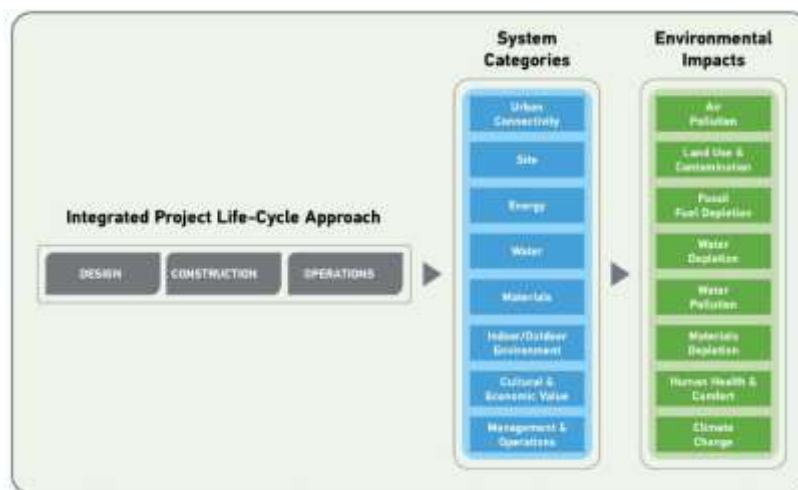 System
Categories
Environmental
Impacts
Integrated Project Life-Cycle Approach
DESIGN
CONSTRUCTION
OPERATIONS
Urban
Connectivity
Site
Energy
Water
Materials
Indoor/Outdoor
Environment
Cultural &
Economic Value
Management &
Operations
Air
Pollution
Land Use &
Contamination
Fossil
Fuel Depletion
Water
Depletion
Water
Pollution
Materials
Depletion
Human Health &
Comfort
Climate
Change